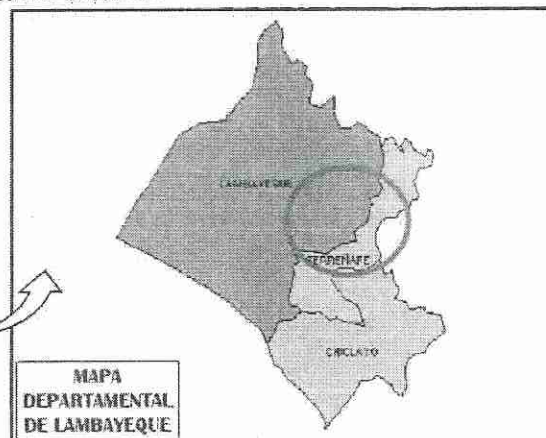 LAMBAYEQUE
FERREÑAFE
CHICLAYO
MAPA
DEPARTAMENTAL
DE LAMBAYEQUE